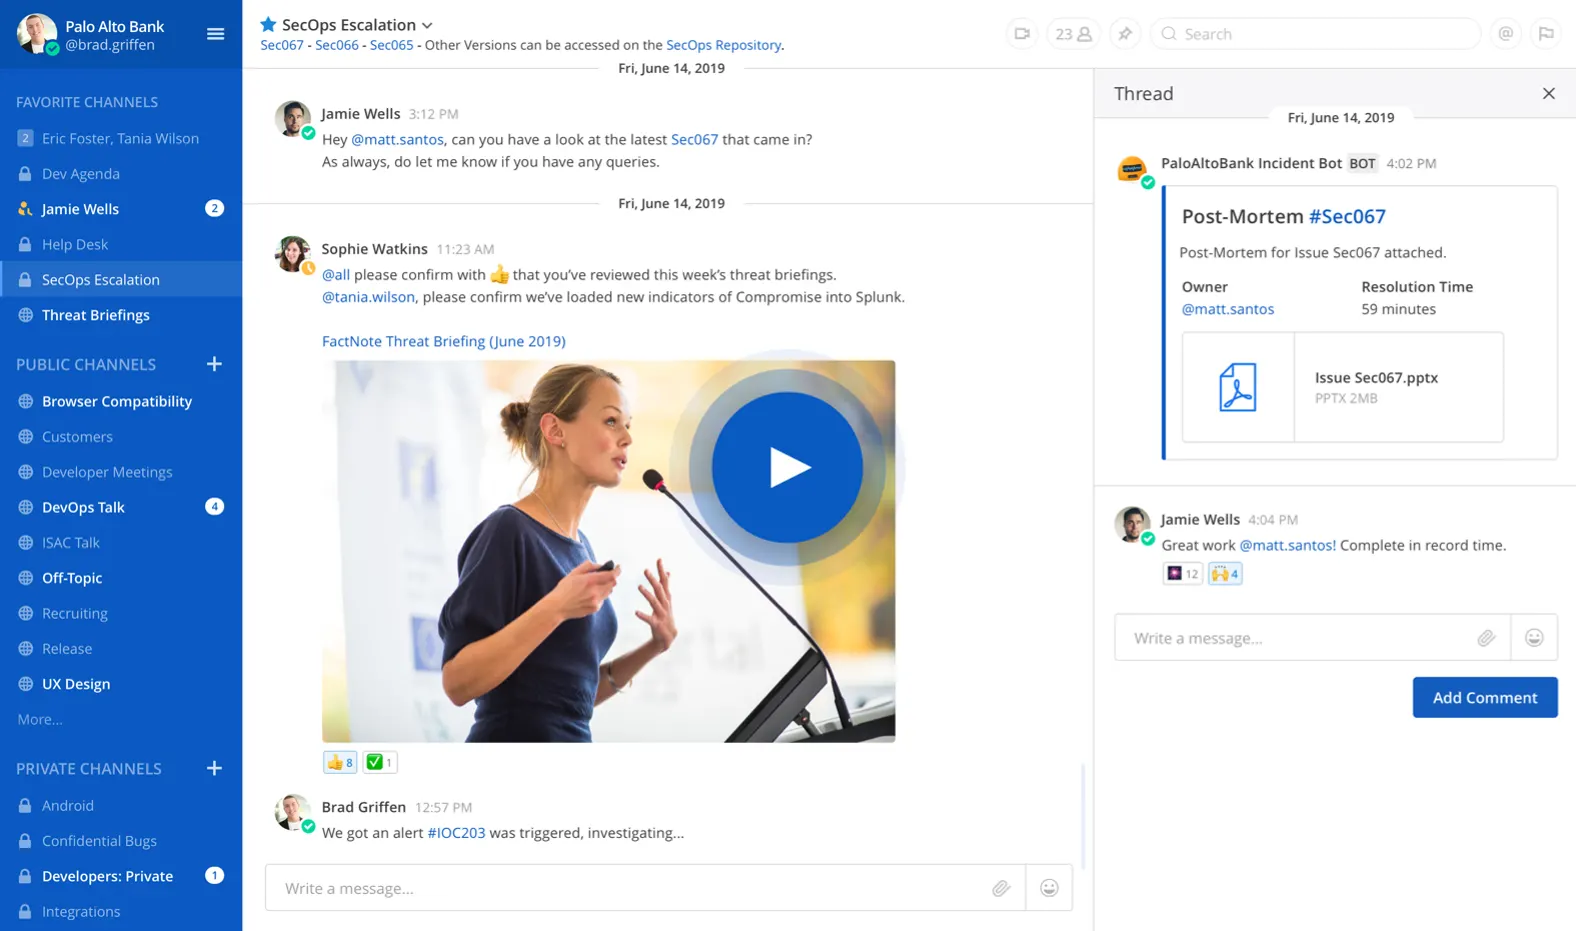 Palo Alto Bank
@brad.griffen
FAVORITE CHANNELS
2 Eric Foster, Tania Wilson
Dev Agenda
Jamie Wells 2
Help Desk
SecOps Escalation
Threat Briefings
PUBLIC CHANNELS +
Browser Compatibility
Customers
Developer Meetings
DevOps Talk 4
ISAC Talk
Off-Topic
Recruiting
Release
UX Design
More...
PRIVATE CHANNELS +
Android
Confidential Bugs
Developers: Private 1
Integrations
SecOps Escalation
Sec067 - Sec066 - Sec065 - Other Versions can be accessed on the SecOps Repository.
23
Search
@
Fri, June 14, 2019
Jamie Wells 3:12 PM
Hey @matt.santos, can you have a look at the latest Sec067 that came in?
As always, do let me know if you have any queries.
Fri, June 14, 2019
Sophie Watkins 11:23 AM
@all please confirm with 👍 that you’ve reviewed this week’s threat briefings.
@tania.wilson, please confirm we’ve loaded new indicators of Compromise into Splunk.
FactNote Threat Briefing (June 2019)
8 1
Brad Griffen 12:57 PM
We got an alert #IOC203 was triggered, investigating...
Write a message...
Thread
Fri, June 14, 2019
PaloAltoBank Incident Bot BOT 4:02 PM
Post-Mortem #Sec067
Post-Mortem for Issue Sec067 attached.
Owner Resolution Time
@matt.santos 59 minutes
Issue Sec067.pptx
PPTX 2MB
Jamie Wells 4:04 PM
Great work @matt.santos! Complete in record time.
12 4
Write a message...
Add Comment